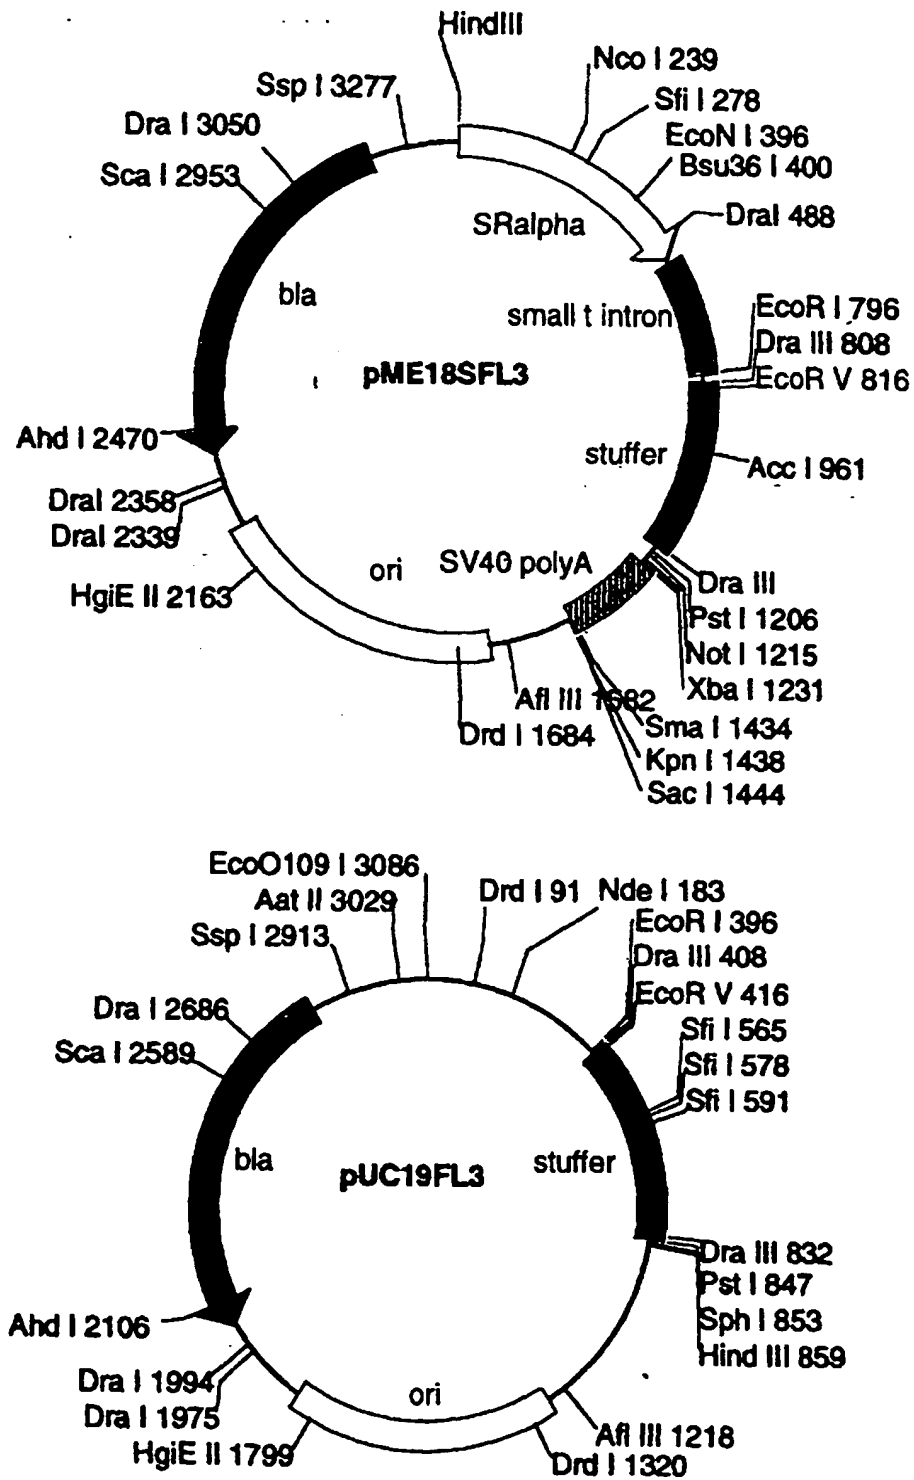 HindIII
Nco I 239
Ssp I 3277
Sfi I 278
Dra I 3050
EcoN I 396
Bsu36 I 400
Sca I 2953
DraI 488
SRalpha
bla
small t intron
EcoR I 796
Dra III 808
pME18SFL3
EcoR V 816
Ahd I 2470
stuffer
Acc I 961
DraI 2358
DraI 2339
ori
SV40 polyA
HgiE II 2163
Dra III
Pst I 1206
Not I 1215
Xba I 1231
Afl III 1682
Sma I 1434
Drd I 1684
Kpn I 1438
Sac I 1444
EcoO109 I 3086
Drd I 91
Nde I 183
Aat II 3029
EcoR I 396
Ssp I 2913
Dra III 408
EcoR V 416
Dra I 2686
Sfi I 565
Sca I 2589
Sfi I 578
Sfi I 591
bla
pUC19FL3
stuffer
Dra III 832
Pst I 847
Ahd I 2106
Sph I 853
Hind III 859
Dra I 1994
ori
Dra I 1975
HgiE II 1799
Afl III 1218
Drd I 1320